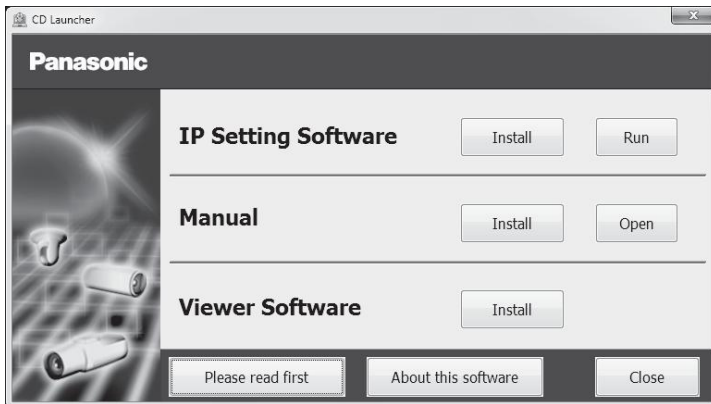 CD Launcher
X
Panasonic
IP Setting Software Install Run
Manual Install Open
Viewer Software Install
Please read first About this software Close